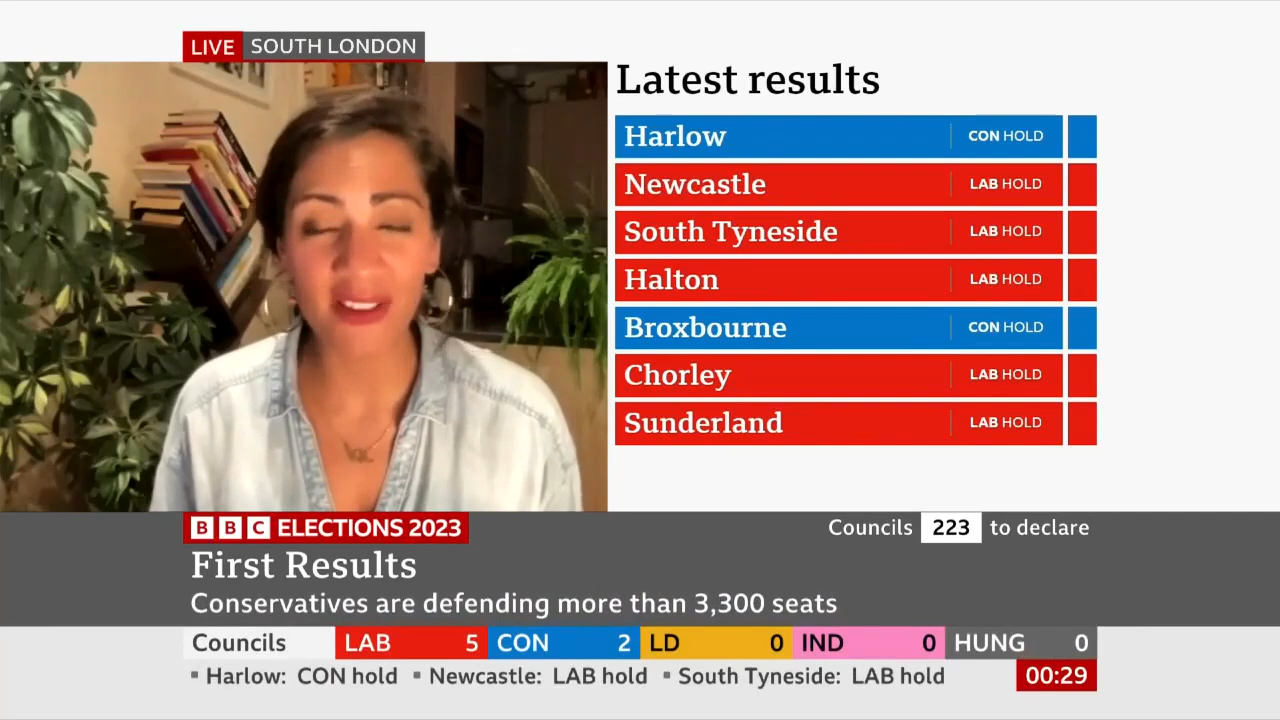 LIVE SOUTH LONDON
Latest results
Harlow CON HOLD
Newcastle LAB HOLD
South Tyneside LAB HOLD
Halton LAB HOLD
Broxbourne CON HOLD
Chorley LAB HOLD
Sunderland LAB HOLD
BBC ELECTIONS 2023
Councils 223 to declare
First Results
Conservatives are defending more than 3,300 seats
Councils LAB 5 CON 2 LD 0 IND 0 HUNG 0
▪ Harlow: CON hold ▪ Newcastle: LAB hold ▪ South Tyneside: LAB hold 00:29